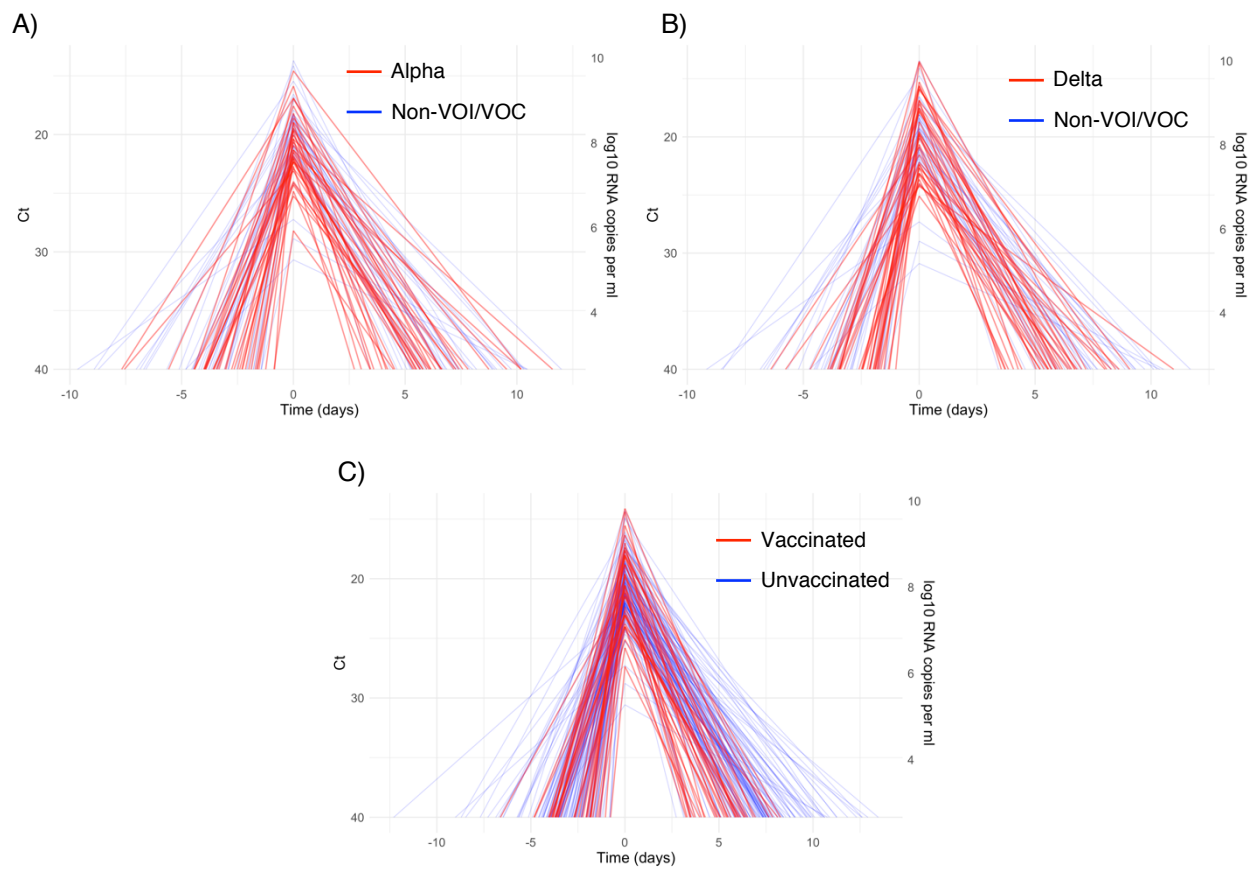 A)
Alpha
Non-VOI/VOC
Ct
20
30
40
-10
-5
0
5
10
Time (days)
10
8
6
4
log10 RNA copies per ml
B)
Delta
Non-VOI/VOC
Ct
20
30
40
-10
-5
0
5
10
Time (days)
10
8
6
4
log10 RNA copies per ml
C)
Vaccinated
Unvaccinated
Ct
20
30
40
-10
-5
0
5
10
Time (days)
10
8
6
4
log10 RNA copies per ml